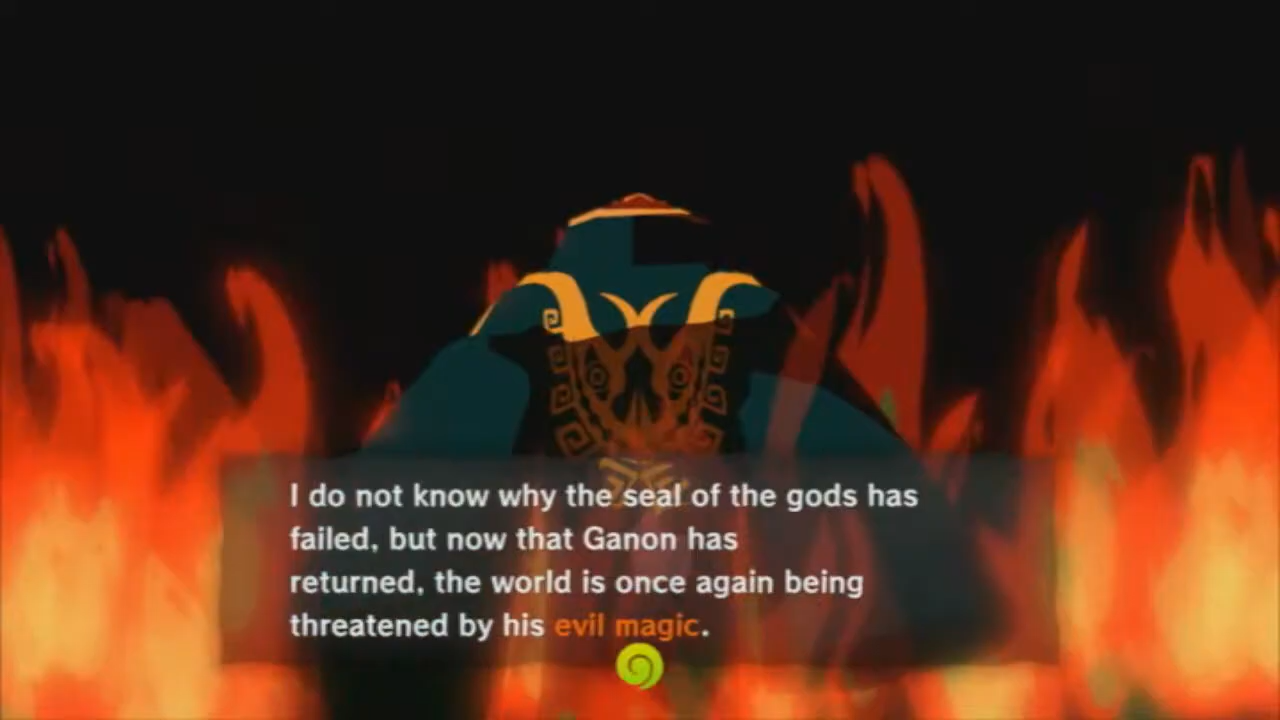 I do not know why the seal of the gods has
failed, but now that Ganon has
returned, the world is once again being
threatened by his evil magic.